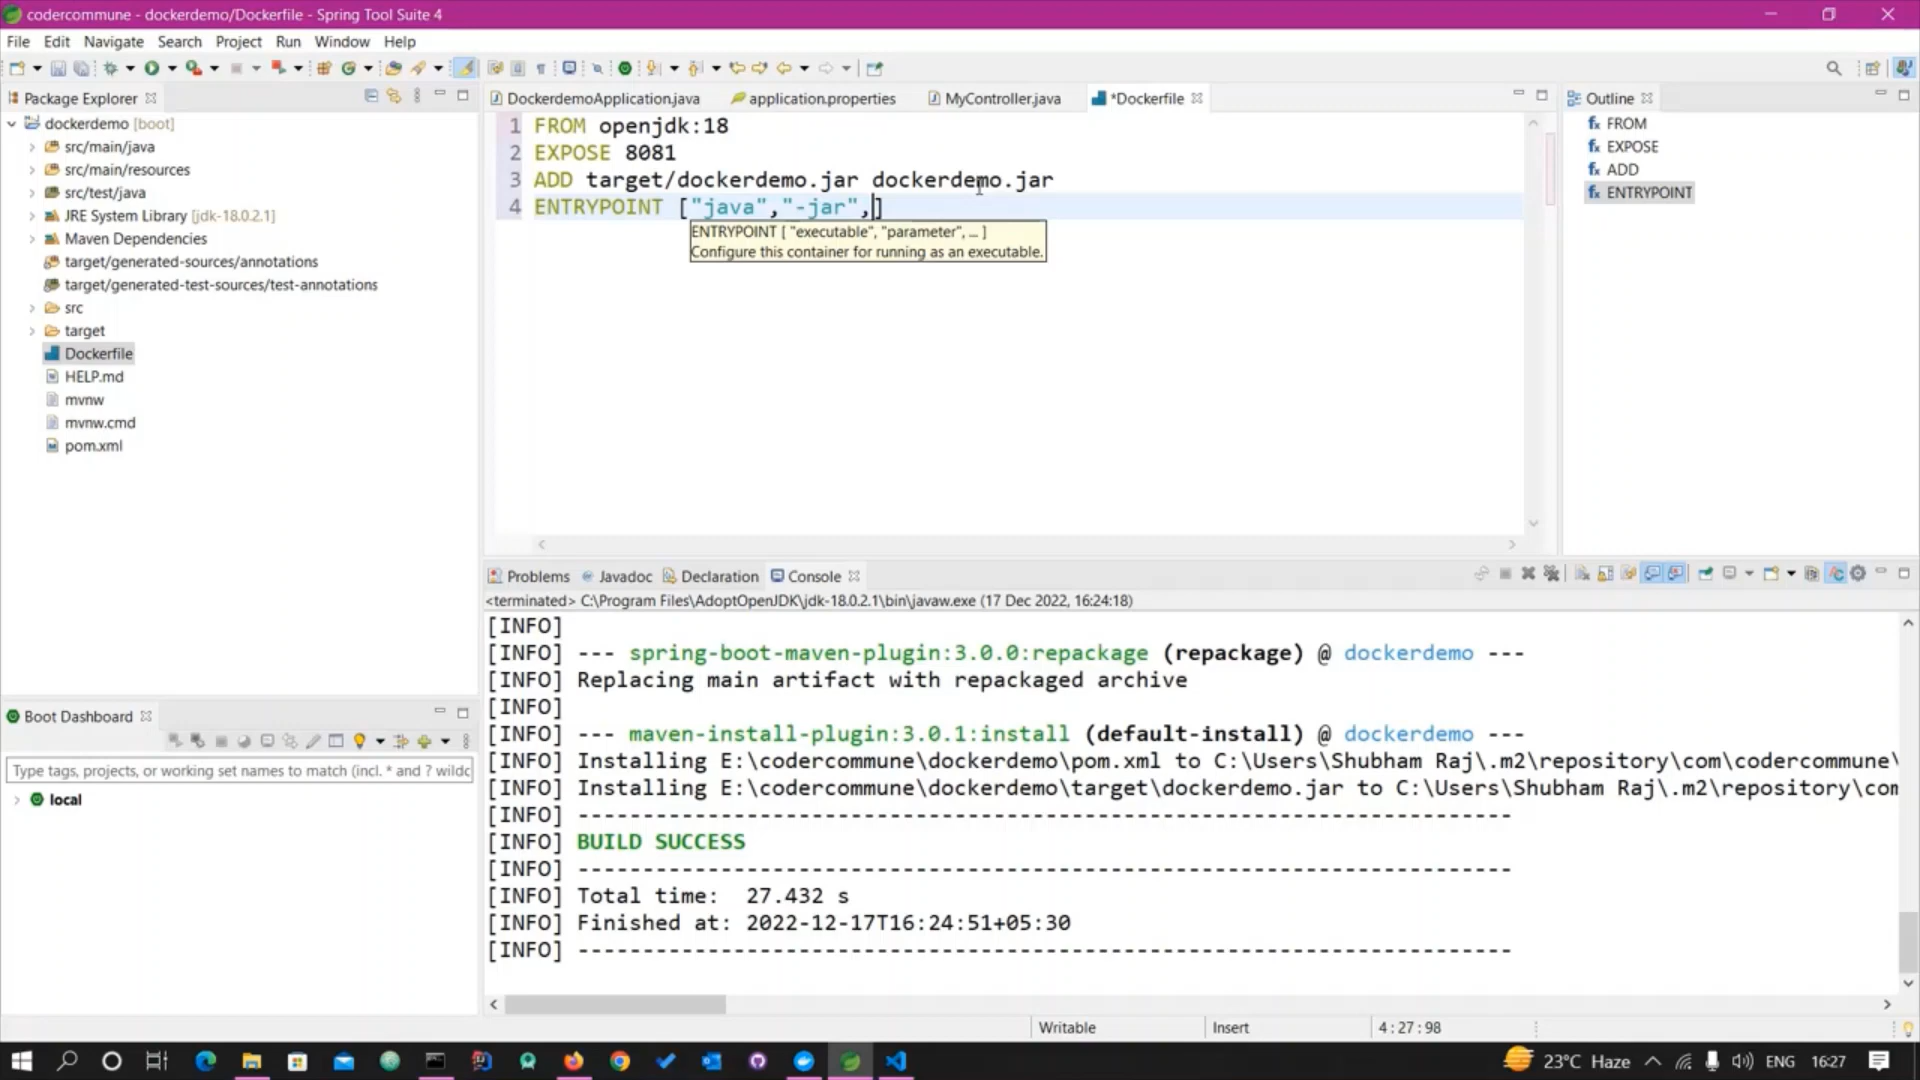 codercommune - dockerdemo/Dockerfile - Spring Tool Suite 4
File Edit Navigate Search Project Run Window Help
Package Explorer
dockerdemo [boot]
src/main/java
src/main/resources
src/test/java
JRE System Library [jdk-18.0.2.1]
Maven Dependencies
target/generated-sources/annotations
target/generated-test-sources/test-annotations
src
target
Dockerfile
HELP.md
mvnw
mvnw.cmd
pom.xml
DockerdemoApplication.java application.properties MyController.java *Dockerfile
1 FROM openjdk:18
2 EXPOSE 8081
3 ADD target/dockerdemo.jar dockerdemo.jar
4 ENTRYPOINT ["java","-jar",]
ENTRYPOINT [ "executable", "parameter", ... ]
Configure this container for running as an executable.
Outline
FROM
EXPOSE
ADD
ENTRYPOINT
Boot Dashboard
Type tags, projects, or working set names to match (incl. * and ? wildc
local
Problems Javadoc Declaration Console
<terminated> C:\Program Files\AdoptOpenJDK\jdk-18.0.2.1\bin\javaw.exe (17 Dec 2022, 16:24:18)
[INFO]
[INFO] --- spring-boot-maven-plugin:3.0.0:repackage (repackage) @ dockerdemo ---
[INFO] Replacing main artifact with repackaged archive
[INFO]
[INFO] --- maven-install-plugin:3.0.1:install (default-install) @ dockerdemo ---
[INFO] Installing E:\codercommune\dockerdemo\pom.xml to C:\Users\Shubham Raj\.m2\repository\com\codercommune\
[INFO] Installing E:\codercommune\dockerdemo\target\dockerdemo.jar to C:\Users\Shubham Raj\.m2\repository\com
[INFO] ------------------------------------------------------------------------
[INFO] BUILD SUCCESS
[INFO] ------------------------------------------------------------------------
[INFO] Total time:  27.432 s
[INFO] Finished at: 2022-12-17T16:24:51+05:30
[INFO] ------------------------------------------------------------------------
Writable Insert 4 : 27 : 98
23°C Haze ENG 16:27